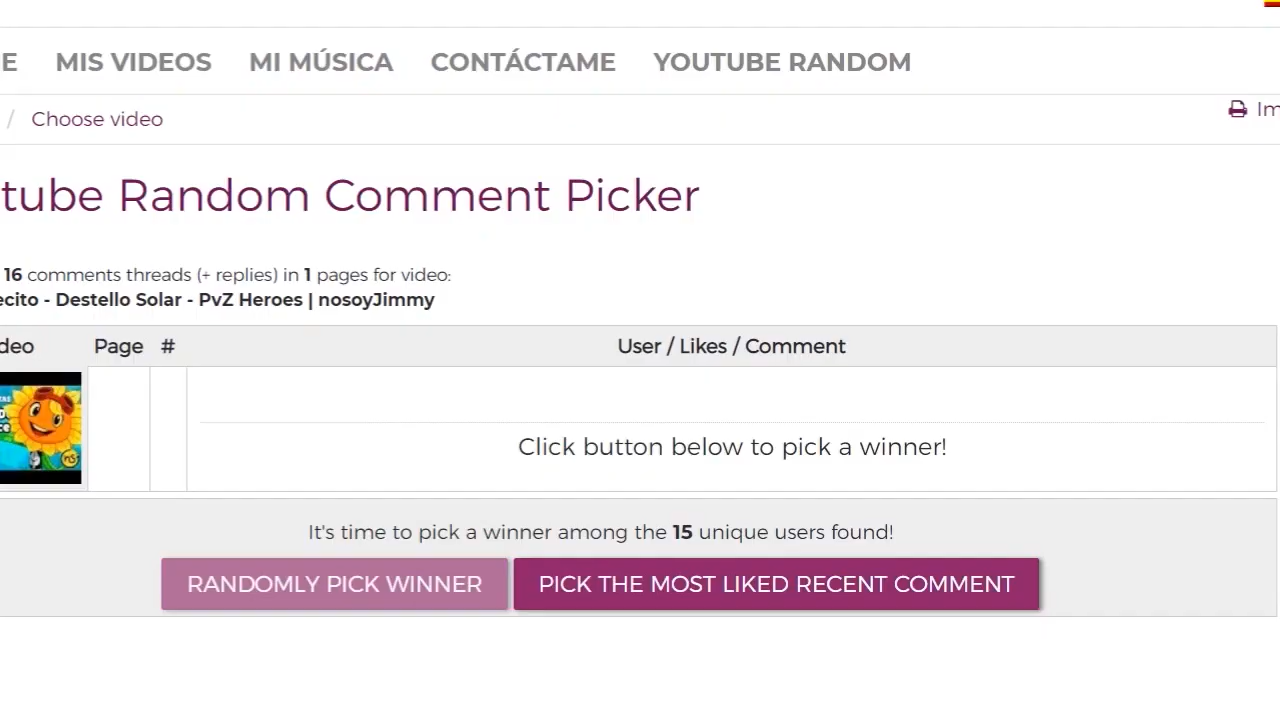 E MIS VIDEOS MI MÚSICA CONTÁCTAME YOUTUBE RANDOM
/ Choose video
Im
tube Random Comment Picker
16 comments threads (+ replies) in 1 pages for video:
ecito - Destello Solar - PvZ Heroes | nosoyJimmy
deo Page # User / Likes / Comment
Click button below to pick a winner!
It's time to pick a winner among the 15 unique users found!
RANDOMLY PICK WINNER PICK THE MOST LIKED RECENT COMMENT